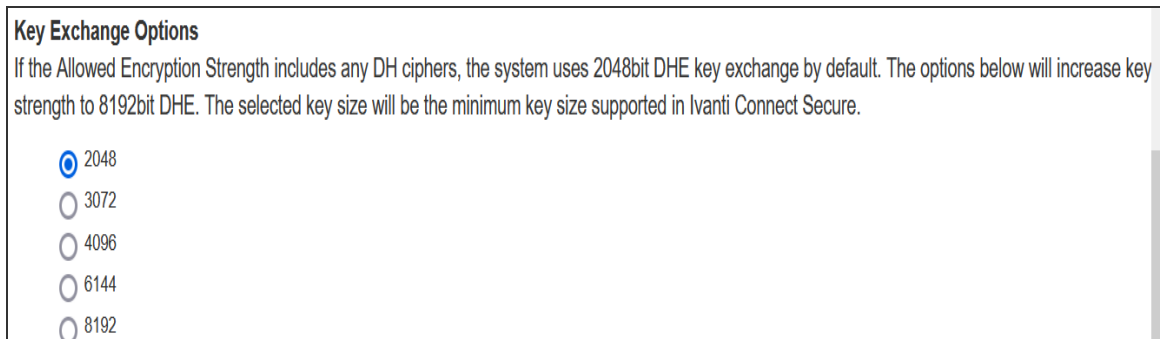 Key Exchange Options
If the Allowed Encryption Strength includes any DH ciphers, the system uses 2048bit DHE key exchange by default. The options below will increase key
strength to 8192bit DHE. The selected key size will be the minimum key size supported in Ivanti Connect Secure.
2048
3072
4096
6144
8192